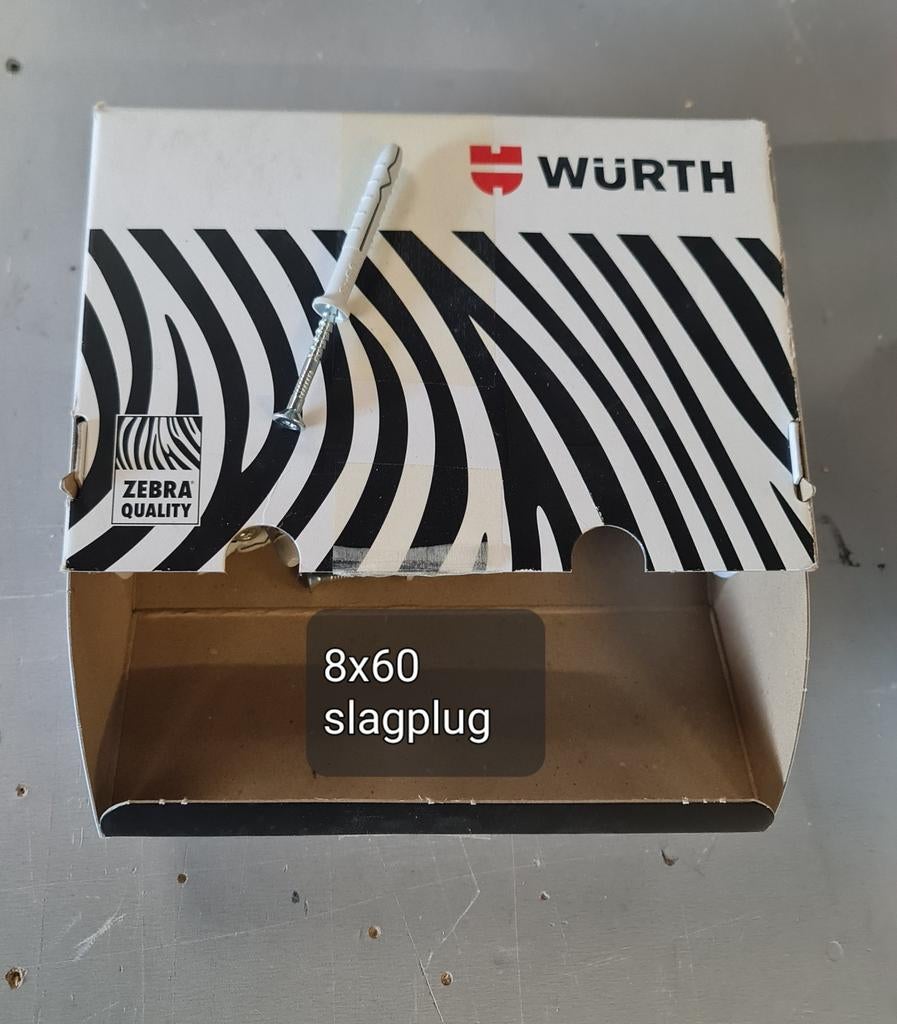 WÜRTH
ZEBRA®
QUALITY
8x60
slagplug